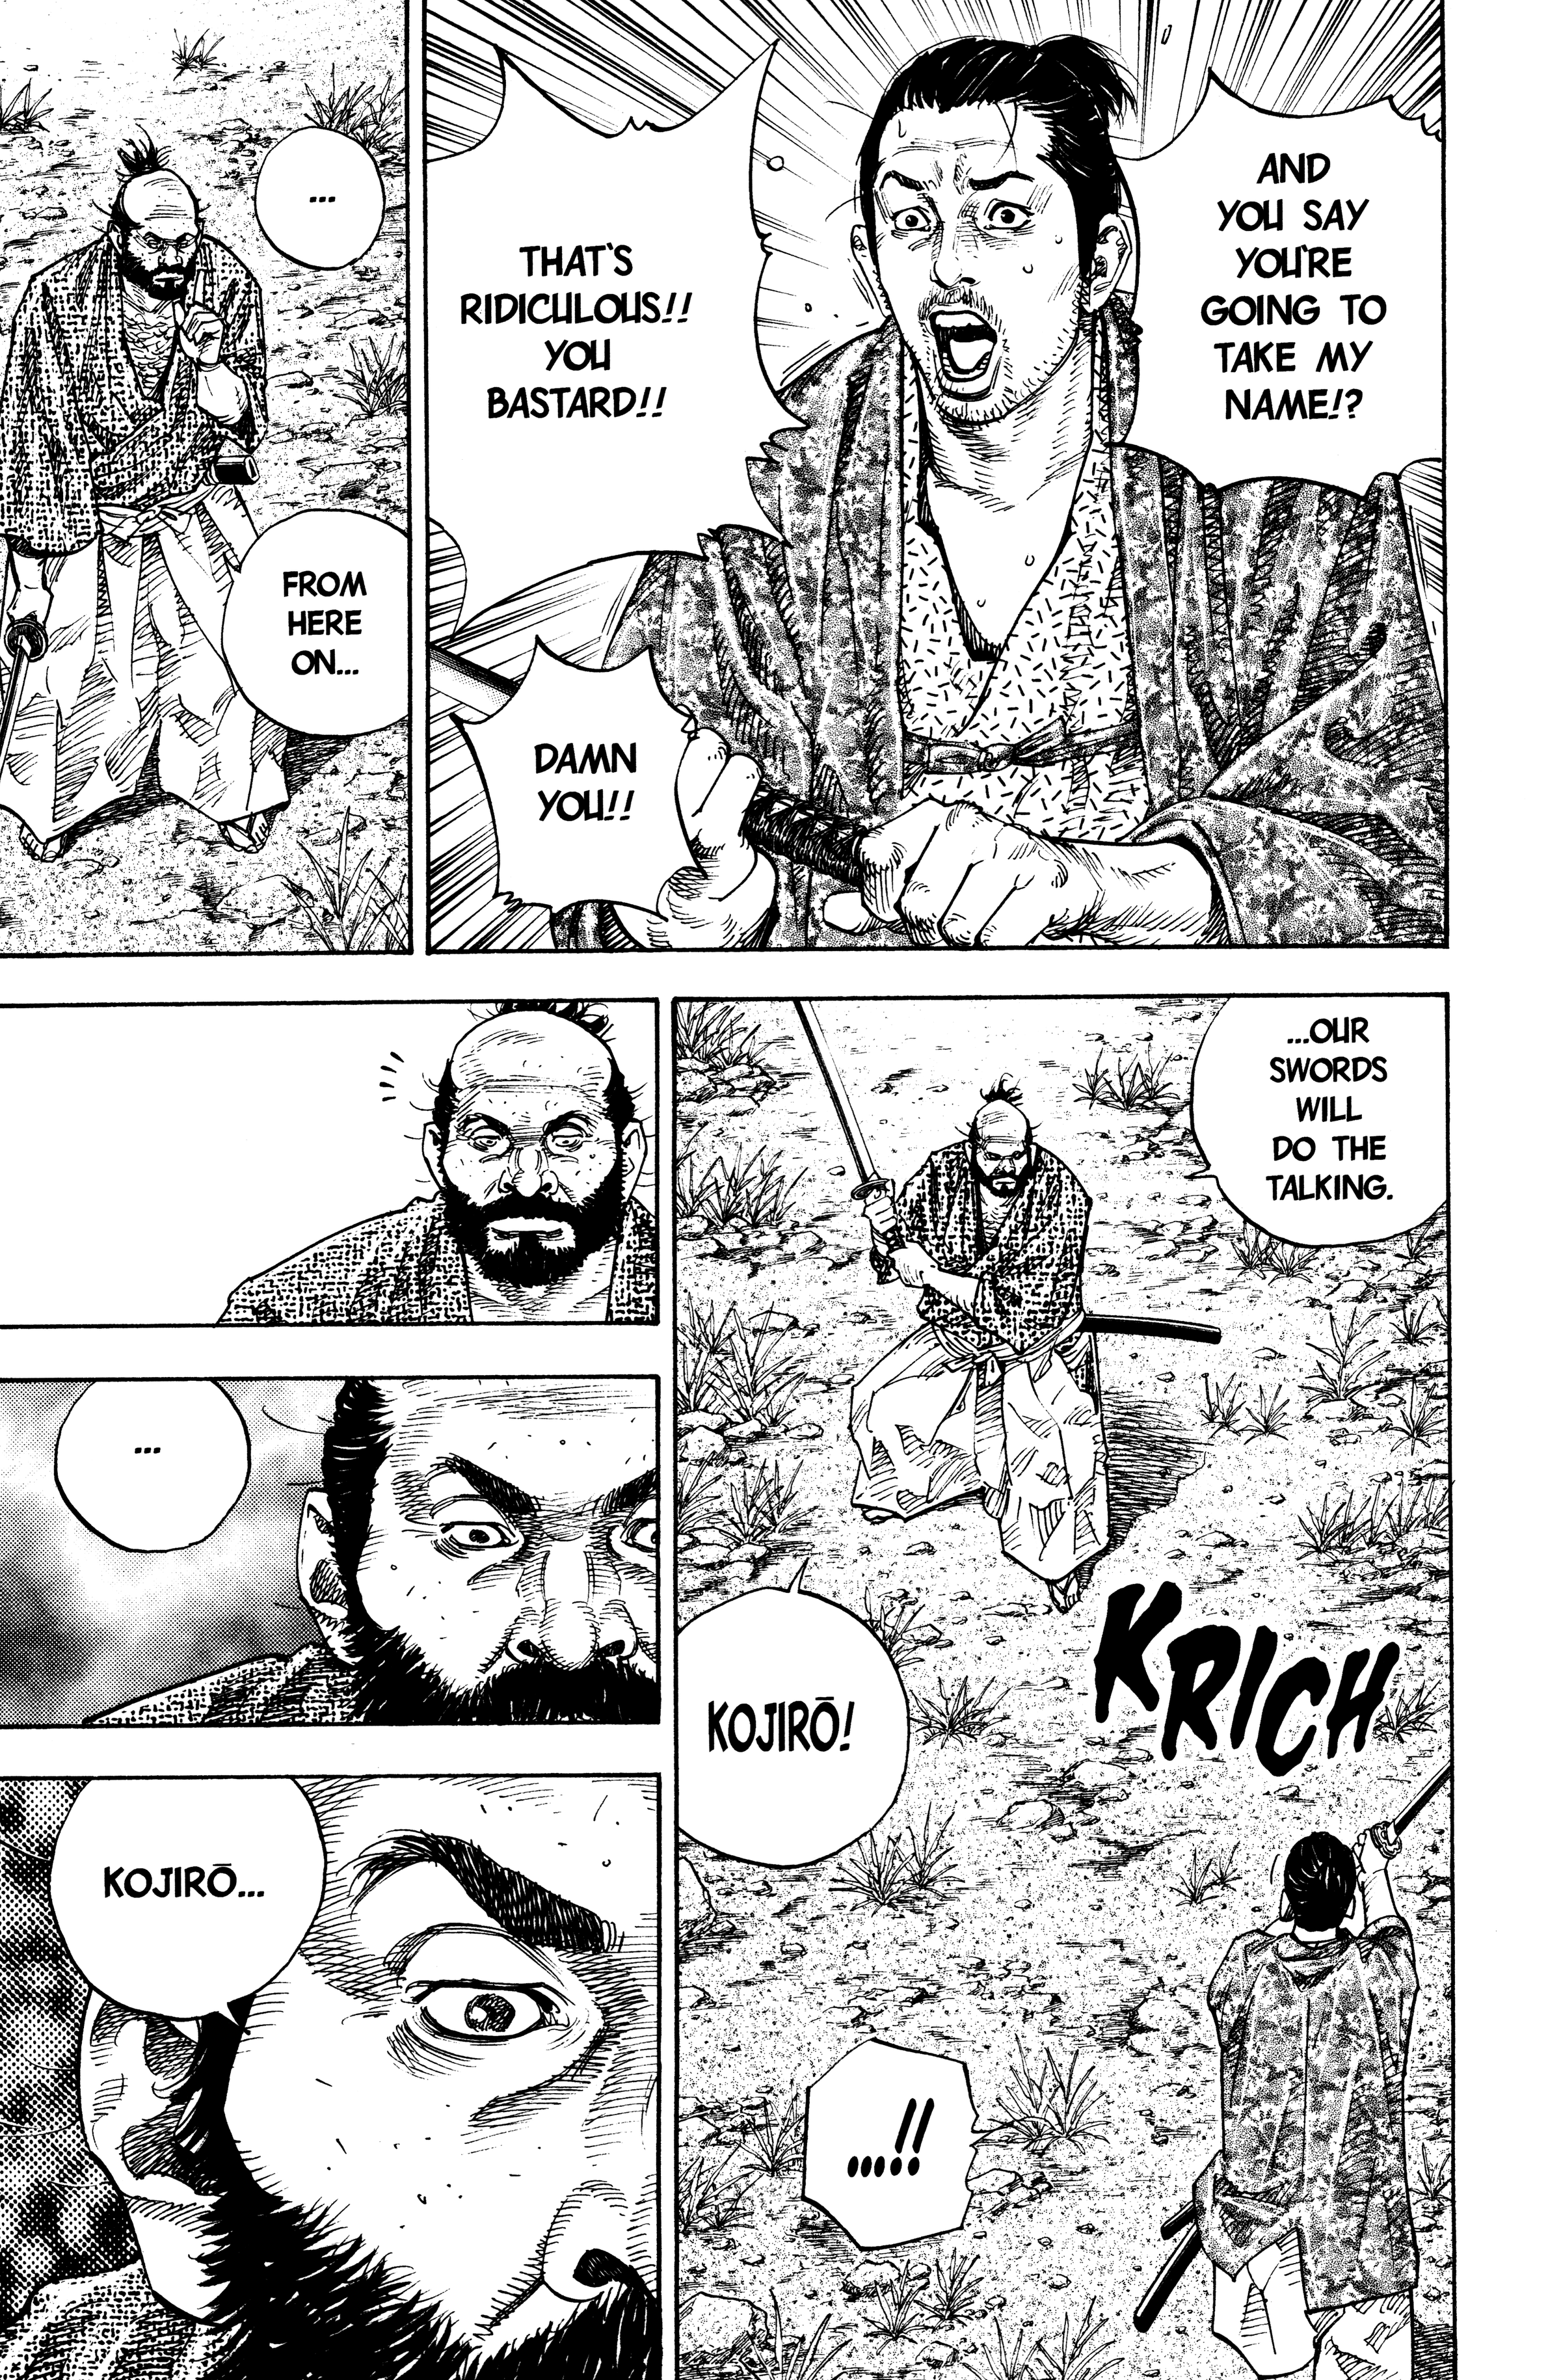 AND
YOU SAY
YOU'RE
GOING TO
TAKE MY
NAME!?
THAT'S
RIDICULOUS!!
YOU
BASTARD!!
DAMN
YOU!!
...
FROM
HERE
ON...
...OUR
SWORDS
WILL
DO THE
TALKING.
KRICH
KOJIRŌ!
...!!
...
KOJIRŌ...